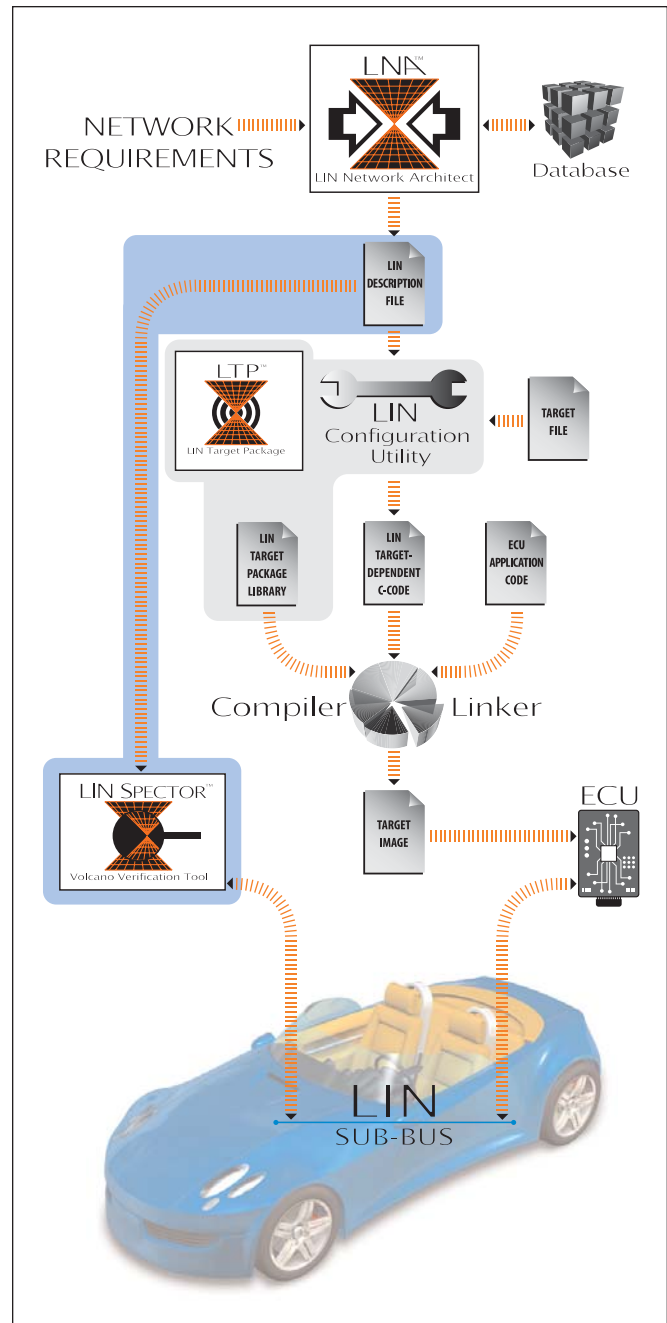 LNA™
LIN Network Architect
NETWORK
REQUIREMENTS
Database
LIN
DESCRIPTION
FILE
LTP™
LIN Target Package
LIN
Configuration
Utility
TARGET
FILE
LIN
TARGET
PACKAGE
LIBRARY
LIN
TARGET-
DEPENDENT
C-CODE
ECU
APPLICATION
CODE
Compiler
Linker
LIN SPECTOR™
Volcano Verification Tool
TARGET
IMAGE
ECU
LIN
SUB-BUS